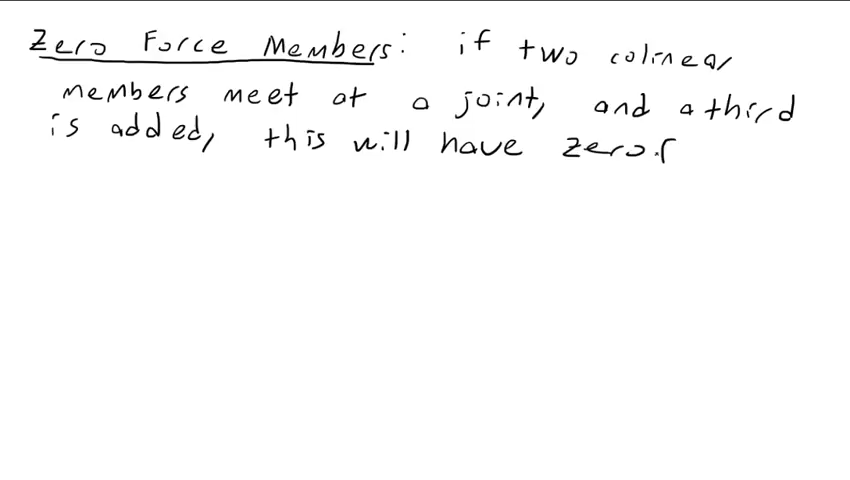 Zero Force Members: if two colinear
members meet at a joint, and a third
is added, this will have zero f